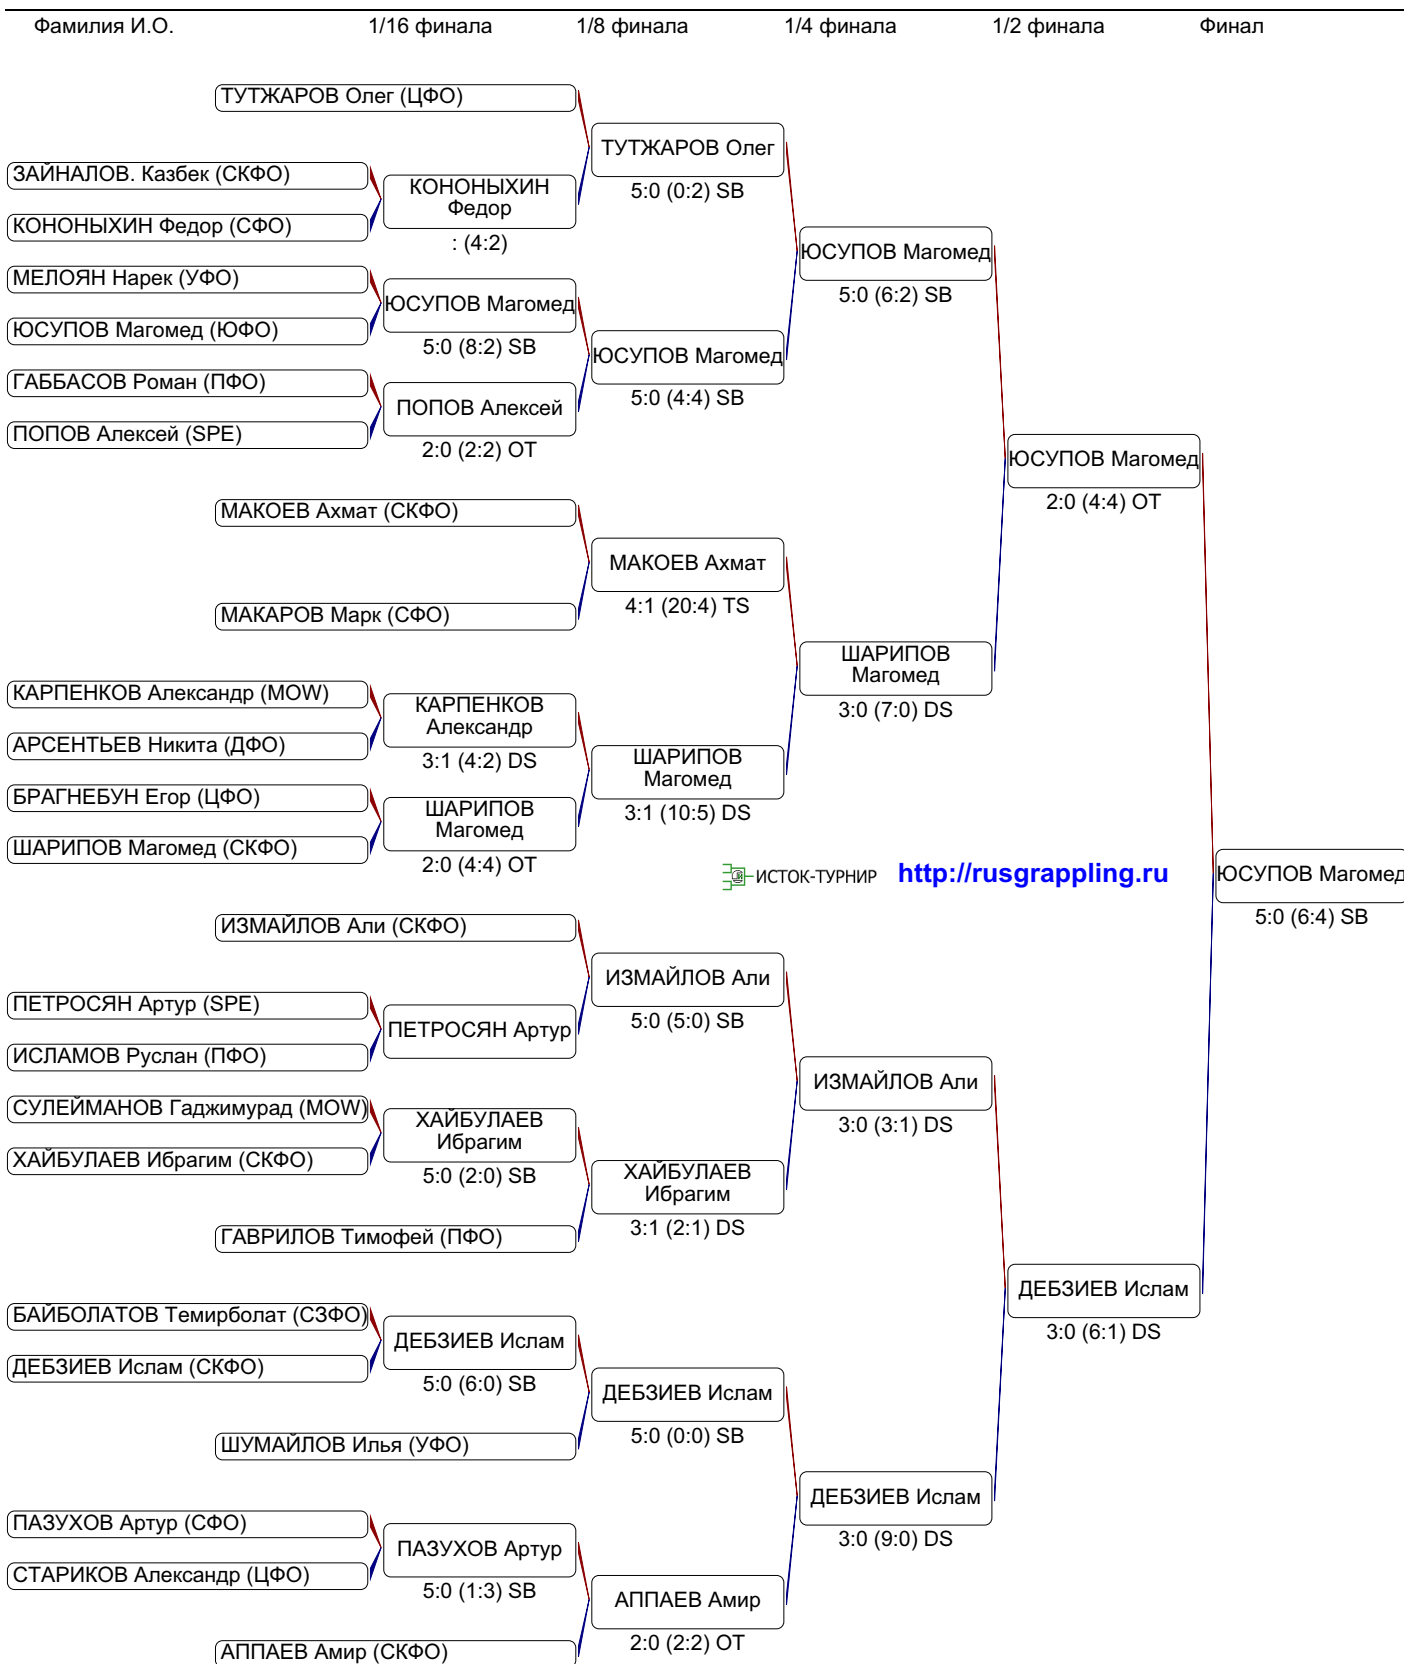 Фамилия И.О. 1/16 финала 1/8 финала 1/4 финала 1/2 финала Финал
ТУТЖАРОВ Олег (ЦФО)
ТУТЖАРОВ Олег
5:0 (0:2) SB
ЗАЙНАЛОВ. Казбек (СКФО)
КОНОНЫХИН
Федор
: (4:2)
КОНОНЫХИН Федор (СФО)
ЮСУПОВ Магомед
5:0 (6:2) SB
МЕЛОЯН Нарек (УФО)
ЮСУПОВ Магомед
5:0 (8:2) SB
ЮСУПОВ Магомед (ЮФО)
ЮСУПОВ Магомед
5:0 (4:4) SB
ГАББАСОВ Роман (ПФО)
ПОПОВ Алексей
2:0 (2:2) OT
ПОПОВ Алексей (SPE)
ЮСУПОВ Магомед
2:0 (4:4) OT
МАКОЕВ Ахмат (СКФО)
МАКОЕВ Ахмат
4:1 (20:4) TS
МАКАРОВ Марк (СФО)
ШАРИПОВ
Магомед
3:0 (7:0) DS
КАРПЕНКОВ Александр (MOW)
КАРПЕНКОВ
Александр
3:1 (4:2) DS
АРСЕНТЬЕВ Никита (ДФО)
ШАРИПОВ
Магомед
3:1 (10:5) DS
БРАГНЕБУН Егор (ЦФО)
ШАРИПОВ
Магомед
2:0 (4:4) OT
ШАРИПОВ Магомед (СКФО)
ИСТОК-ТУРНИР http://rusgrappling.ru
ЮСУПОВ Магомед
5:0 (6:4) SB
ИЗМАЙЛОВ Али (СКФО)
ИЗМАЙЛОВ Али
5:0 (5:0) SB
ПЕТРОСЯН Артур (SPE)
ПЕТРОСЯН Артур
ИСЛАМОВ Руслан (ПФО)
ИЗМАЙЛОВ Али
3:0 (3:1) DS
СУЛЕЙМАНОВ Гаджимурад (MOW)
ХАЙБУЛАЕВ
Ибрагим
5:0 (2:0) SB
ХАЙБУЛАЕВ Ибрагим (СКФО)
ХАЙБУЛАЕВ
Ибрагим
3:1 (2:1) DS
ГАВРИЛОВ Тимофей (ПФО)
ДЕБЗИЕВ Ислам
3:0 (6:1) DS
БАЙБОЛАТОВ Темирболат (СЗФО)
ДЕБЗИЕВ Ислам
5:0 (6:0) SB
ДЕБЗИЕВ Ислам (СКФО)
ДЕБЗИЕВ Ислам
5:0 (0:0) SB
ШУМАЙЛОВ Илья (УФО)
ДЕБЗИЕВ Ислам
3:0 (9:0) DS
ПАЗУХОВ Артур (СФО)
ПАЗУХОВ Артур
5:0 (1:3) SB
СТАРИКОВ Александр (ЦФО)
АППАЕВ Амир
2:0 (2:2) OT
АППАЕВ Амир (СКФО)